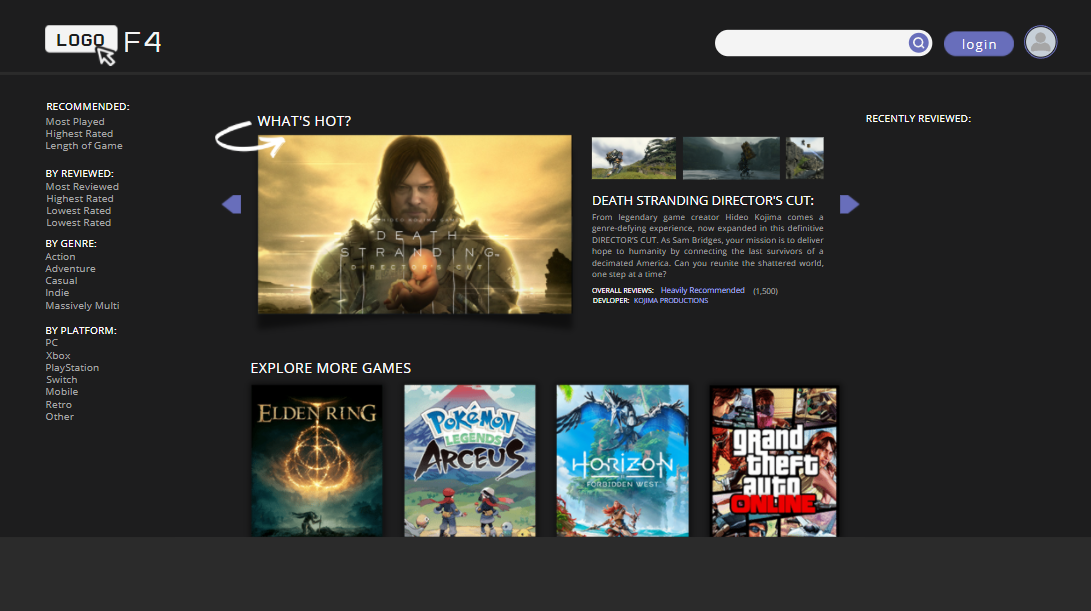 LOGO F4
login
RECOMMENDED:
Most Played
Highest Rated
Length of Game
BY REVIEWED:
Most Reviewed
Highest Rated
Lowest Rated
Lowest Rated
BY GENRE:
Action
Adventure
Casual
Indie
Massively Multi
BY PLATFORM:
PC
Xbox
PlayStation
Switch
Mobile
Retro
Other
WHAT'S HOT?
A HIDEO KOJIMA GAME
DEATH
STRANDING
DIRECTOR'S CUT
DEATH STRANDING DIRECTOR'S CUT:
From legendary game creator Hideo Kojima comes a
genre-defying experience, now expanded in this definitive
DIRECTOR'S CUT. As Sam Bridges, your mission is to deliver
hope to humanity by connecting the last survivors of a
decimated America. Can you reunite the shattered world,
one step at a time?
OVERALL REVIEWS: Heavily Recommended (1,500)
DEVLOPER: KOJIMA PRODUCTIONS
RECENTLY REVIEWED:
EXPLORE MORE GAMES
ELDEN RING
Pokémon
LEGENDS
ARCEUS
HORIZON
FORBIDDEN WEST
grand
theft
auto
ONLINE